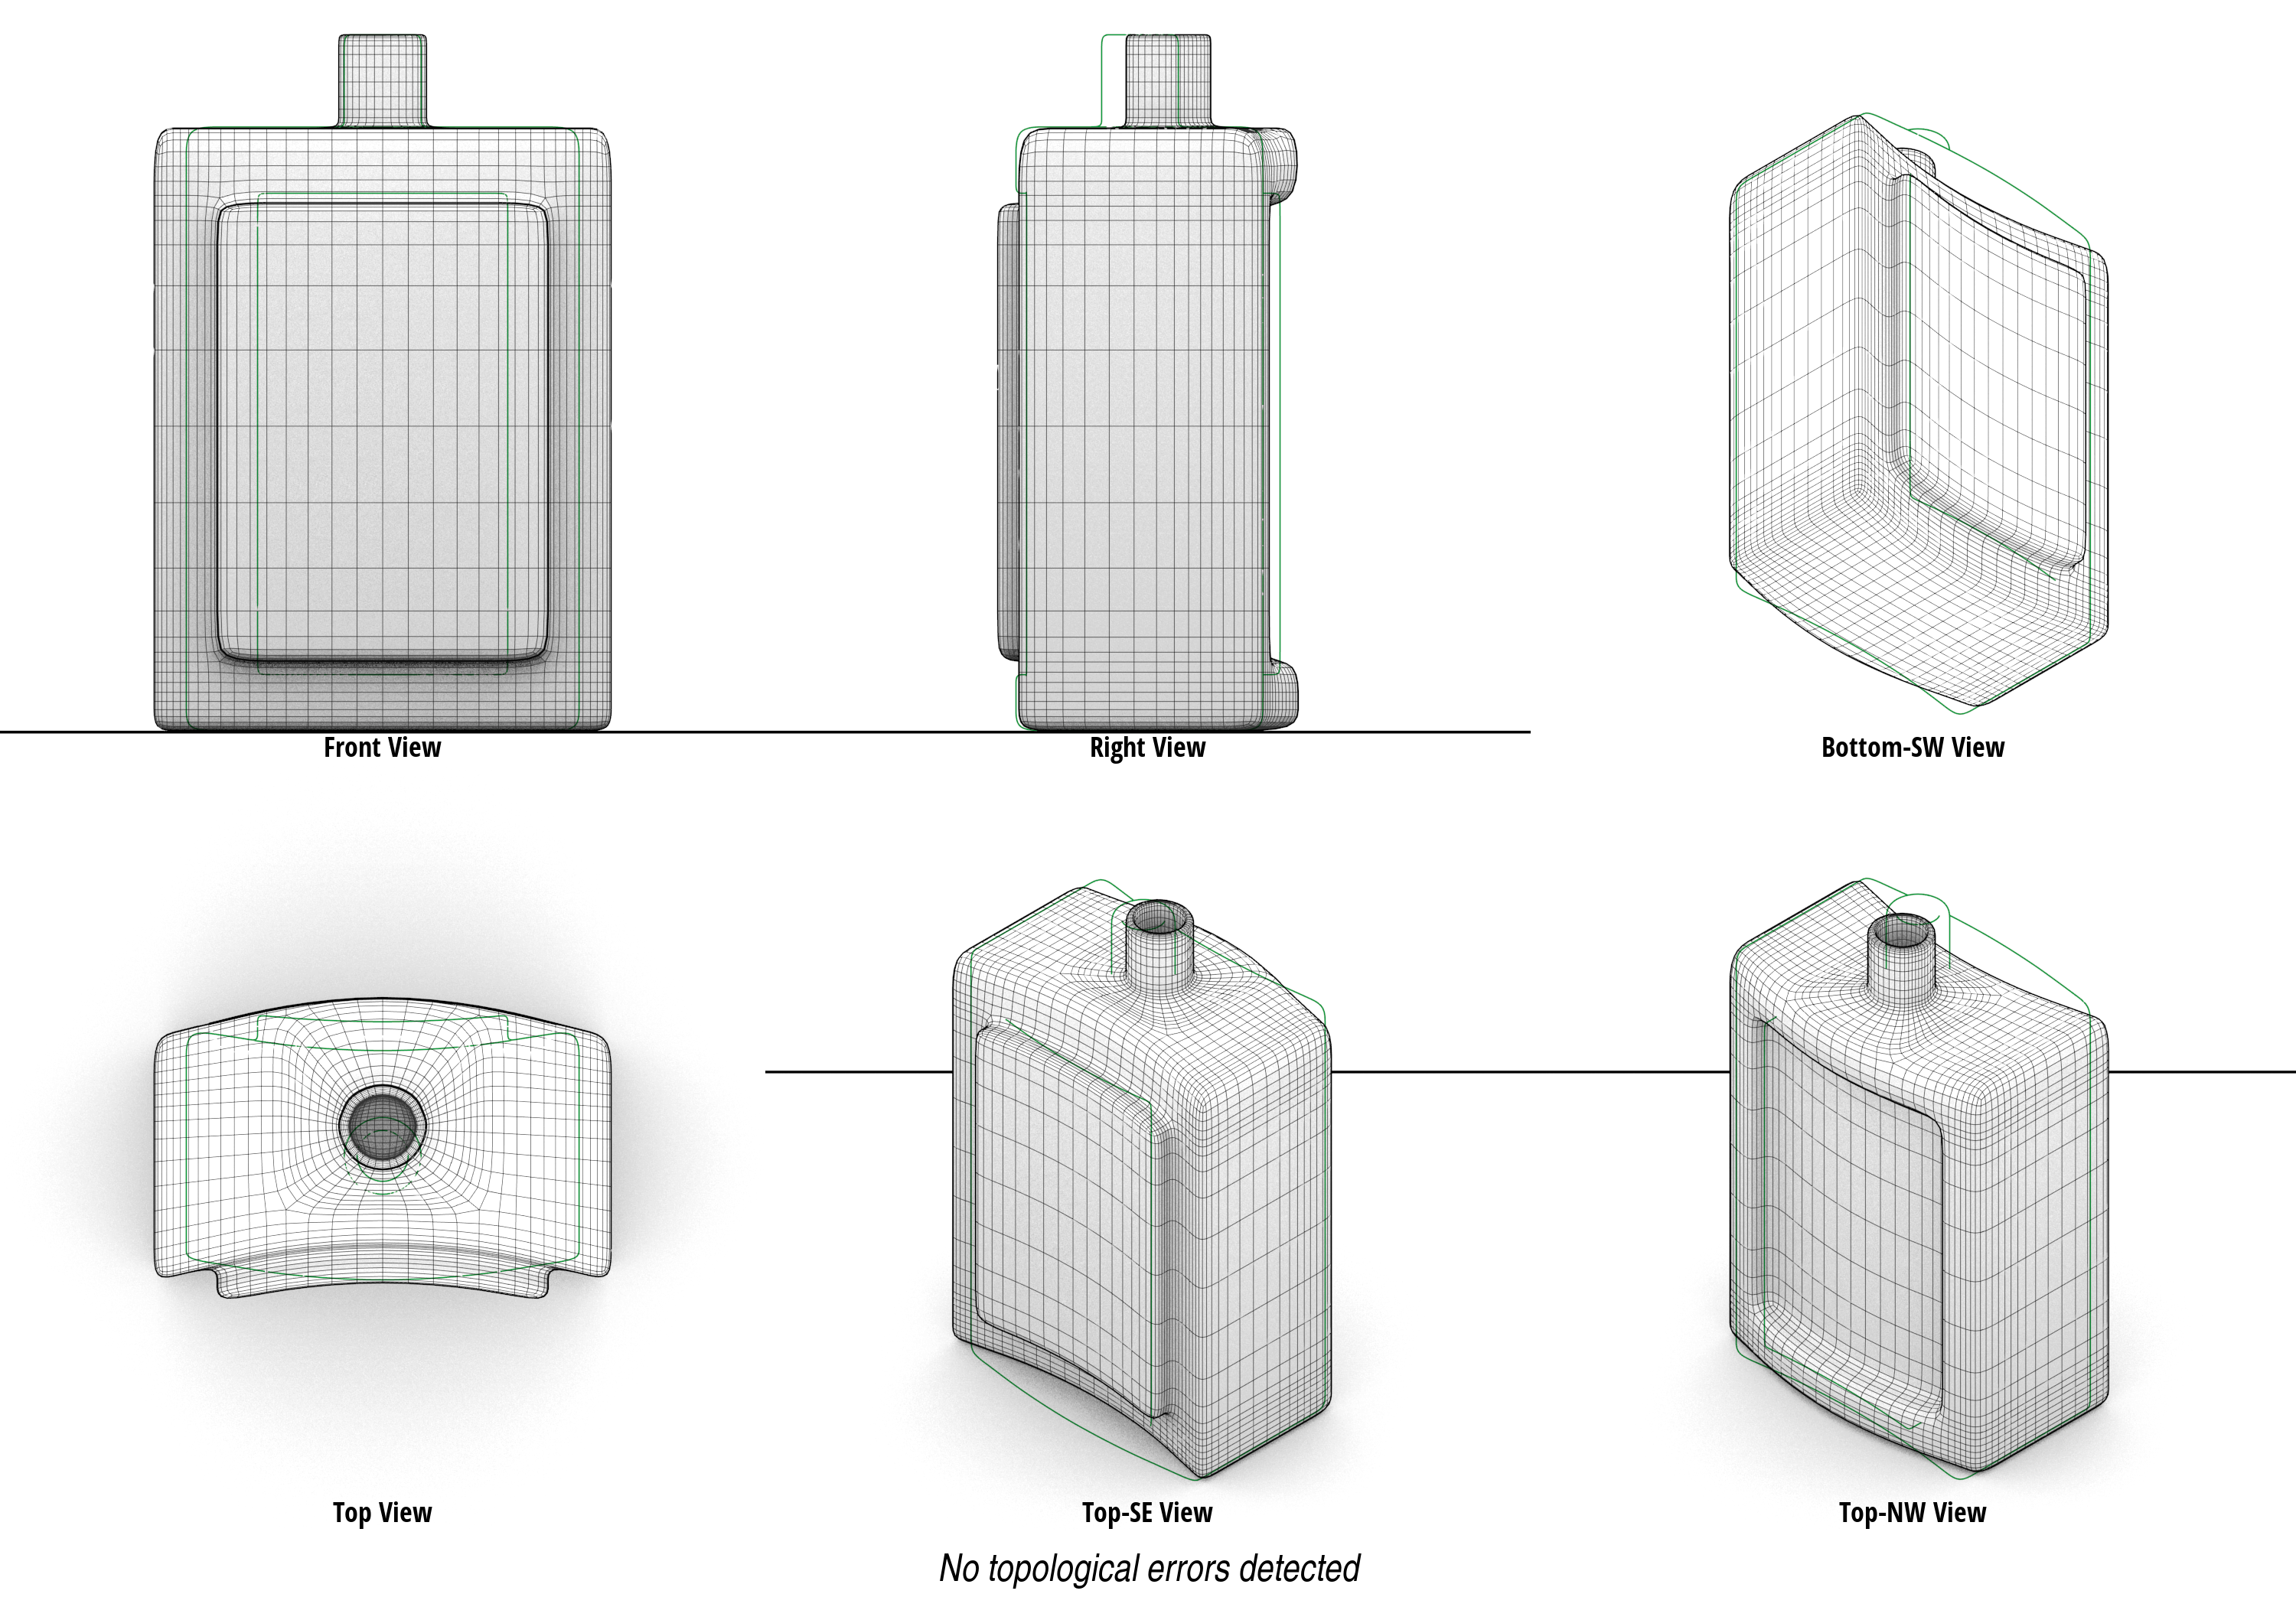 Front View
Right View
Bottom-SW View
Top View
Top-SE View
Top-NW View
No topological errors detected